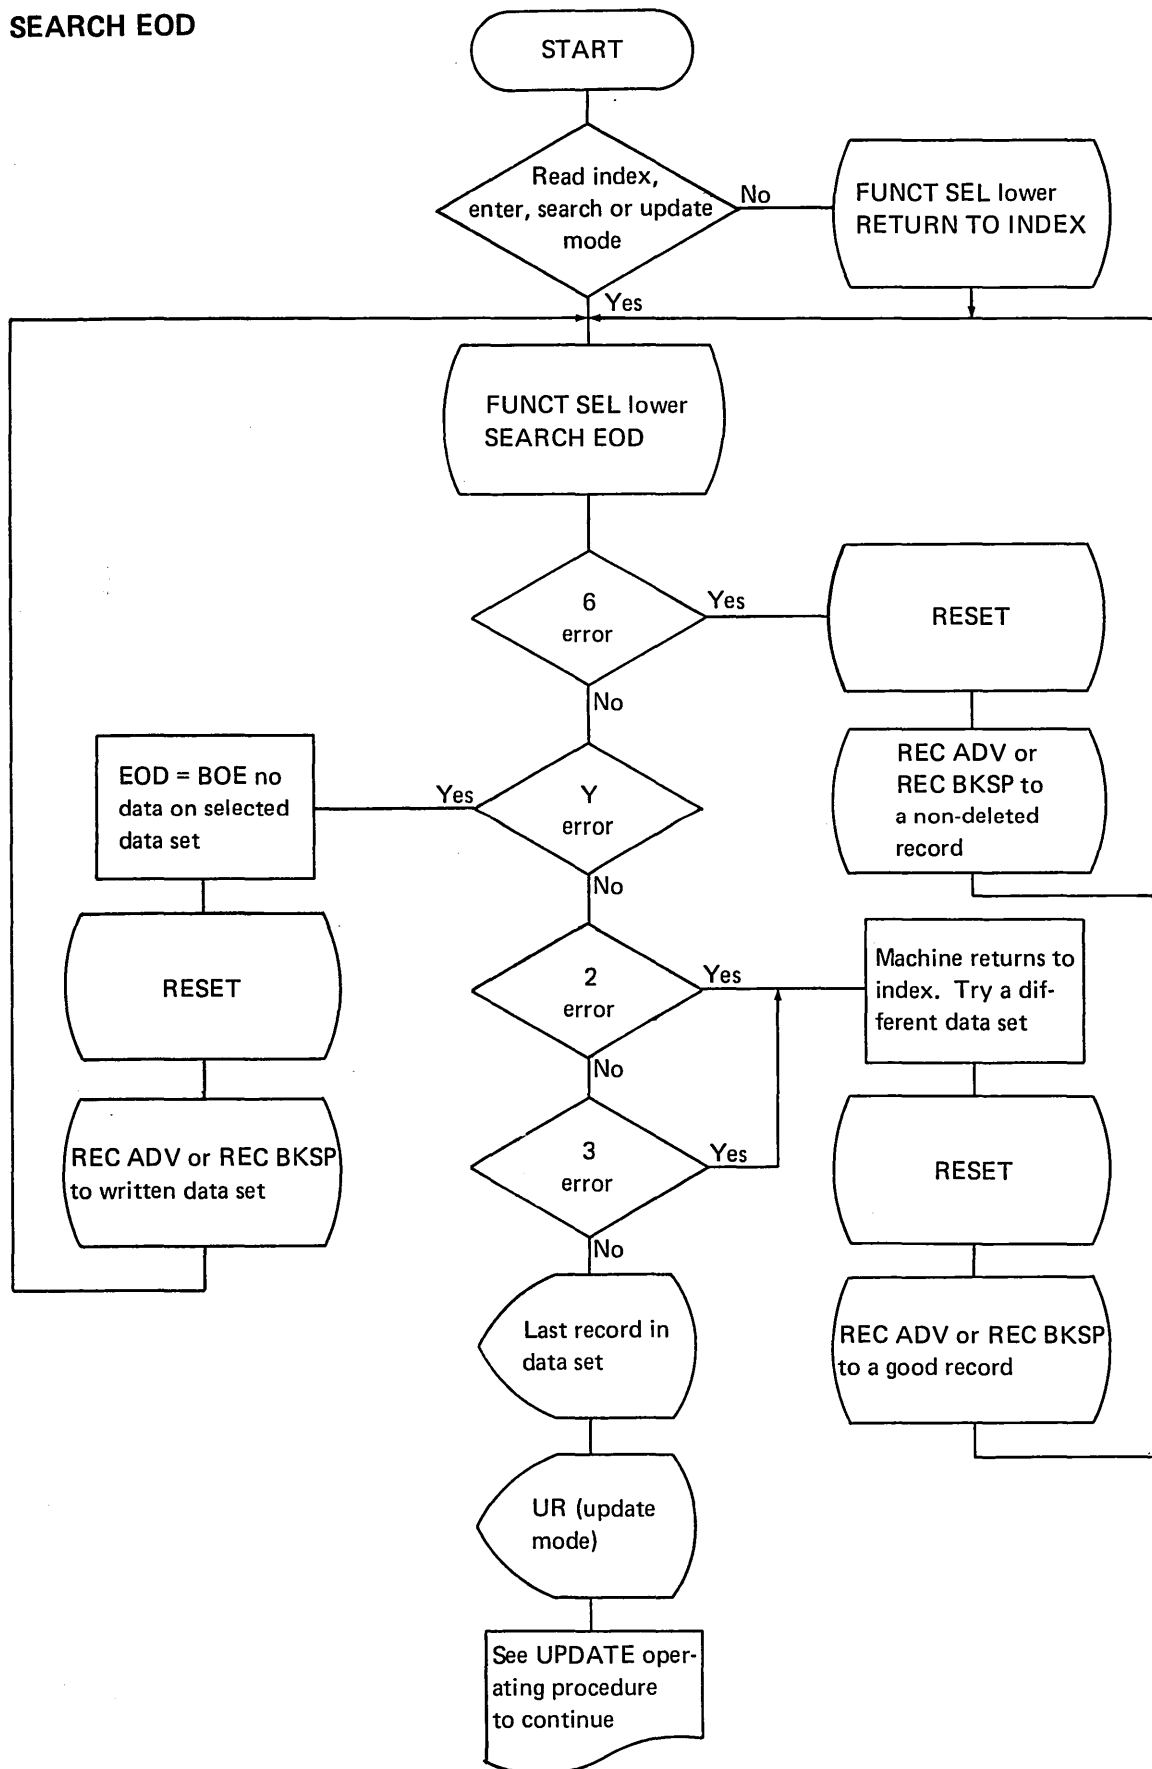 SEARCH EOD
START
Read index,
enter, search or update
mode
No
FUNCT SEL lower
RETURN TO INDEX
Yes
FUNCT SEL lower
SEARCH EOD
6
error
Yes
RESET
No
REC ADV or
REC BKSP to
a non-deleted
record
EOD = BOE no
data on selected
data set
Yes
Y
error
No
RESET
2
error
Yes
Machine returns to
index. Try a dif-
ferent data set
No
REC ADV or REC BKSP
to written data set
3
error
Yes
RESET
No
Last record in
data set
REC ADV or REC BKSP
to a good record
UR (update
mode)
See UPDATE oper-
ating procedure
to continue